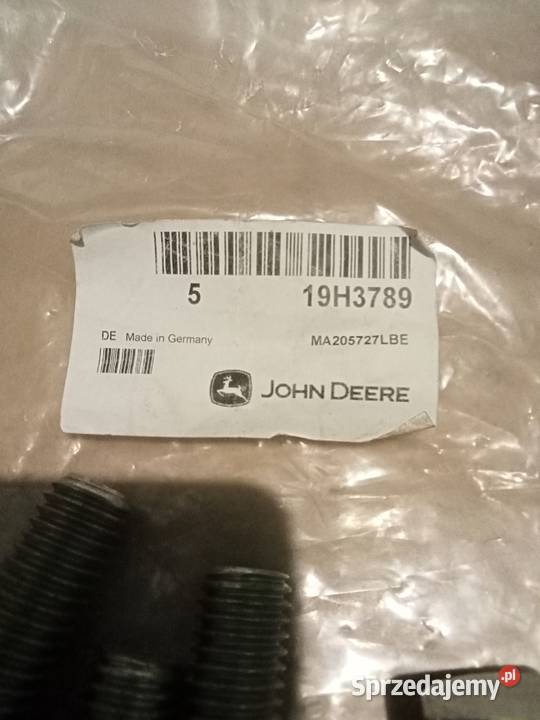 5 19H3789
DE Made in Germany MA205727LBE
JOHN DEERE
Sprzedajemy.pl